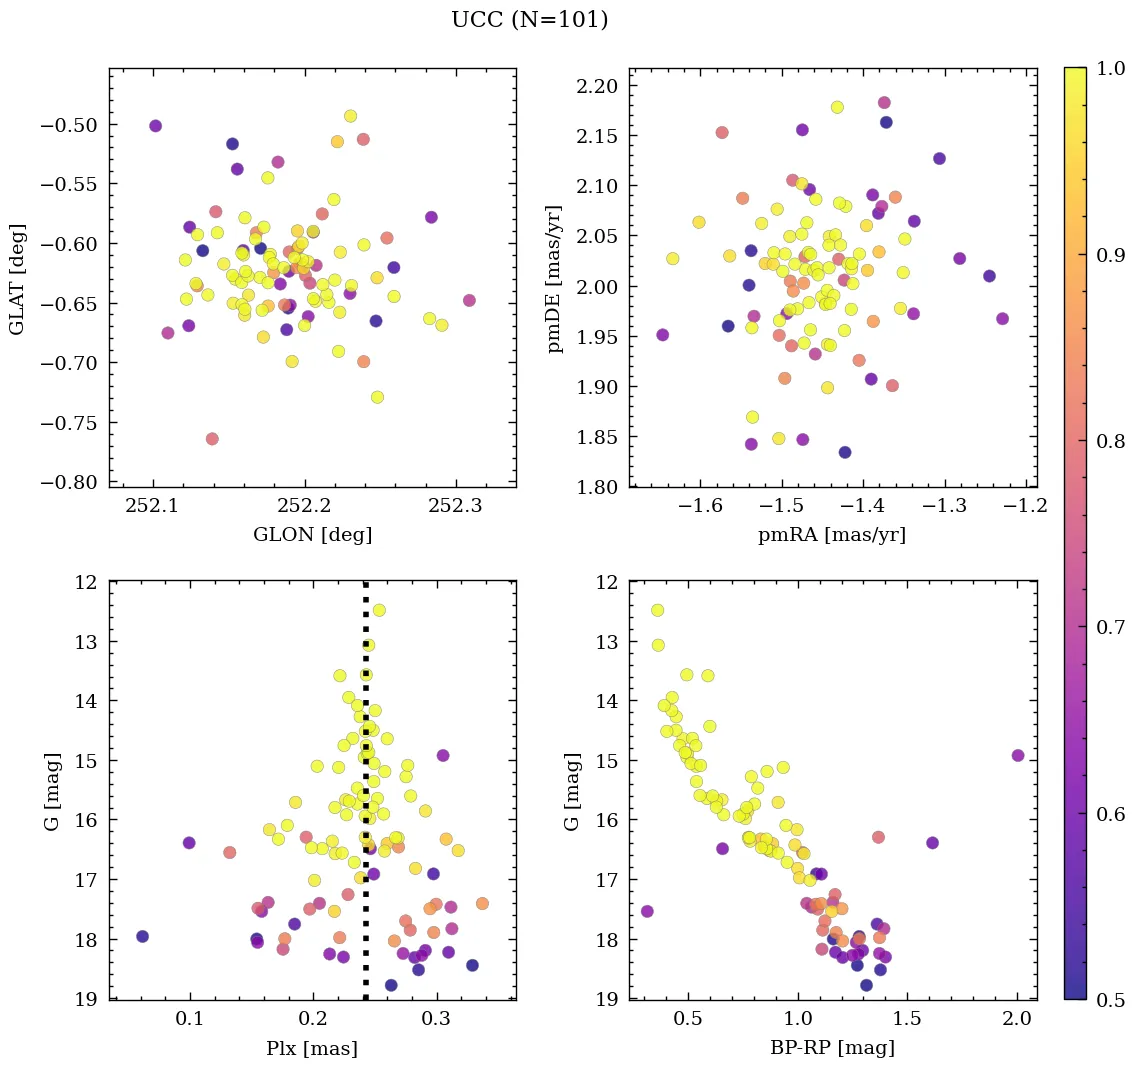 UCC (N=101)
−0.50
−0.55
−0.60
−0.65
−0.70
−0.75
−0.80
GLAT [deg]
252.1 252.2 252.3
GLON [deg]
2.20
2.15
2.10
2.05
2.00
1.95
1.90
1.85
1.80
pmDE [mas/yr]
−1.6 −1.5 −1.4 −1.3 −1.2
pmRA [mas/yr]
12
13
14
15
16
17
18
19
G [mag]
0.1 0.2 0.3
Plx [mas]
12
13
14
15
16
17
18
19
G [mag]
0.5 1.0 1.5 2.0
BP-RP [mag]
1.0
0.9
0.8
0.7
0.6
0.5